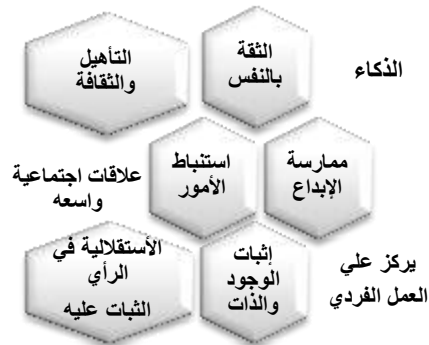 الذكاء
الثقة
بالنفس
التأهيل
والثقافة
ممارسة
الإبداع
استنباط
الأمور
علاقات اجتماعية
واسعه
يركز علي
العمل الفردي
إثبات
الوجود
والذات
الأستقلالية في
الرأي
الثبات عليه